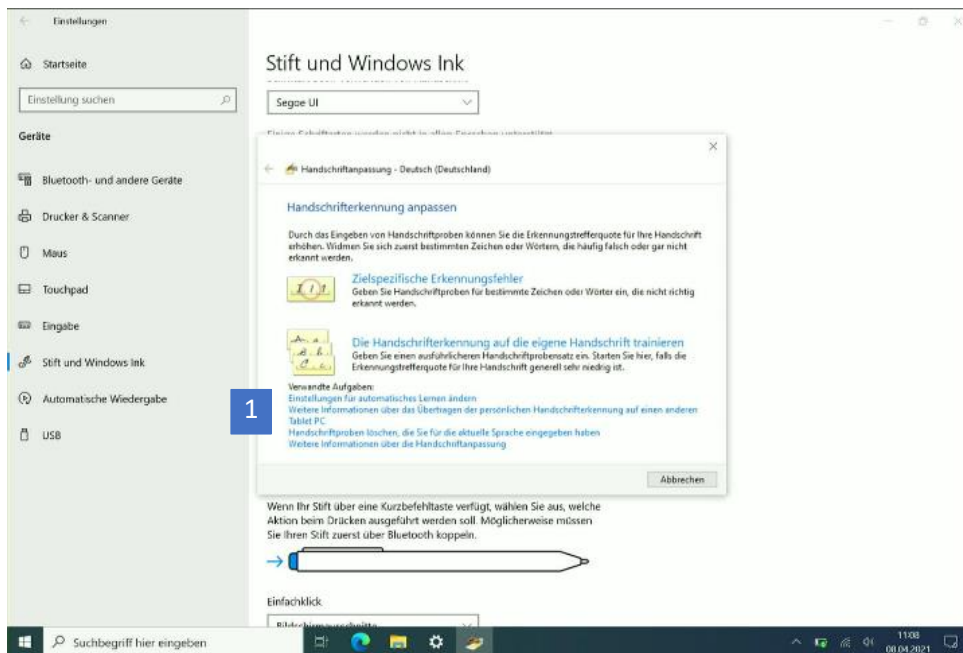 Einstellungen
Startseite
Einstellung suchen
Geräte
Bluetooth- und andere Geräte
Drucker & Scanner
Maus
Touchpad
Eingabe
Stift und Windows Ink
Automatische Wiedergabe
USB
Stift und Windows Ink
Segoe UI
Einige Schriftarten werden nicht in allen Sprachen unterstützt.
Handschriftanpassung - Deutsch (Deutschland)
Handschrifterkennung anpassen
Durch das Eingeben von Handschriftproben können Sie die Erkennungstrefferquote für Ihre Handschrift
erhöhen. Widmen Sie sich zuerst bestimmten Zeichen oder Wörtern, die häufig falsch oder gar nicht
erkannt werden.
Zielspezifische Erkennungsfehler
Geben Sie Handschriftproben für bestimmte Zeichen oder Wörter ein, die nicht richtig
erkannt werden.
Die Handschrifterkennung auf die eigene Handschrift trainieren
Geben Sie einen ausführlicheren Handschriftprobensatz ein. Starten Sie hier, falls die
Erkennungstrefferquote für Ihre Handschrift generell sehr niedrig ist.
Verwandte Aufgaben:
Einstellungen für automatisches Lernen ändern
Weitere Informationen über das Übertragen der persönlichen Handschrifterkennung auf einen anderen
Tablet PC
Handschriftproben löschen, die Sie für die aktuelle Sprache eingegeben haben
Weitere Informationen über die Handschriftanpassung
1
Abbrechen
Wenn Ihr Stift über eine Kurzbefehltaste verfügt, wählen Sie aus, welche
Aktion beim Drücken ausgeführt werden soll. Möglicherweise müssen
Sie Ihren Stift zuerst über Bluetooth koppeln.
Einfachklick
Bildschirmausschnitte
Suchbegriff hier eingeben
11:08
08.04.2021